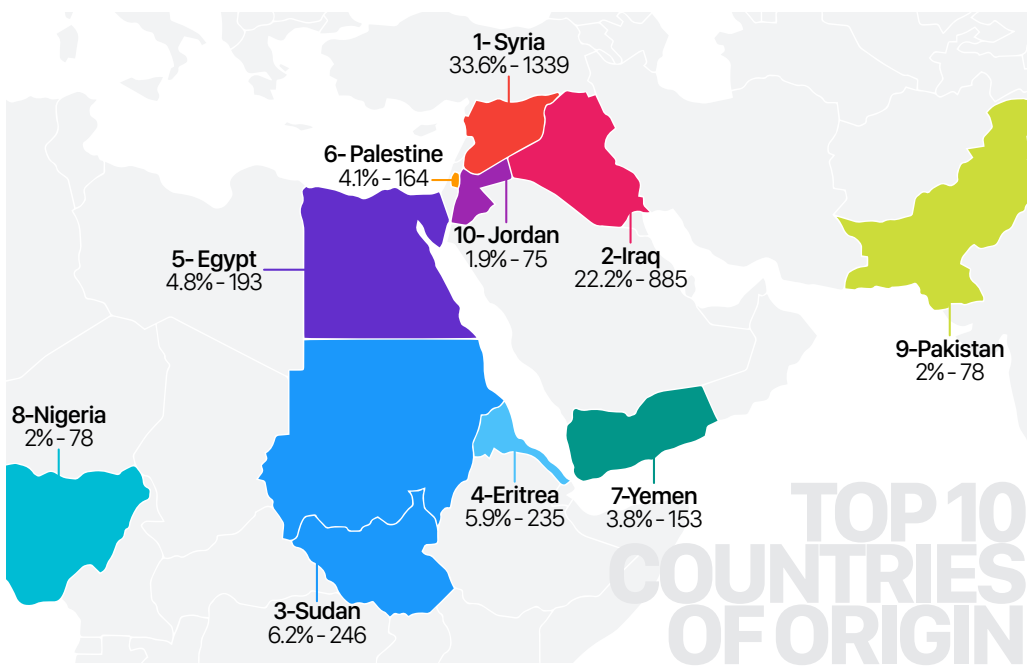 1- Syria
33.6% - 1339
6- Palestine
4.1% - 164
10- Jordan
1.9% - 75
2-Iraq
22.2% - 885
5- Egypt
4.8% - 193
9-Pakistan
2% - 78
8-Nigeria
2% - 78
4-Eritrea
5.9% - 235
7-Yemen
3.8% - 153
3-Sudan
6.2% - 246
TOP 10
COUNTRIES
OF ORIGIN